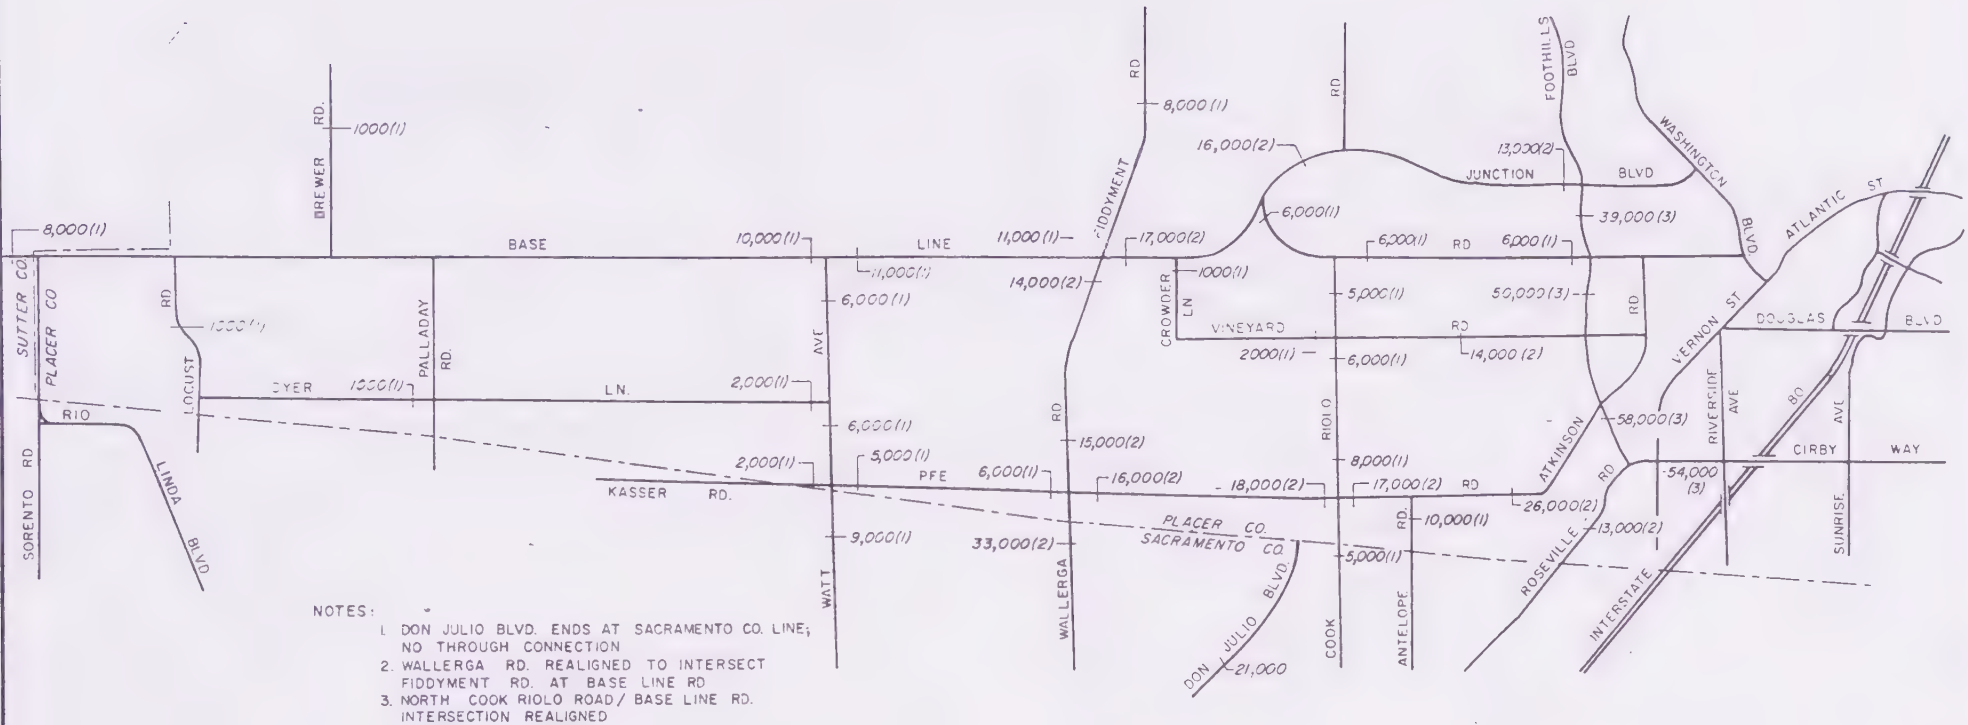 FOOTHILLS
BLVD
RD
RD
8,000(1)
BREWER RD.
1000(1)
WASHINGTON
BLVD
16,000(2)
13,000(2)
JUNCTION BLVD
FIDDYMENT
ATLANTIC ST
6,000(1)
39,000(3)
8,000(1)
BASE
10,000(1)
LINE
11,000(1)
17,000(2)
6,000(1)
RD
6,000(1)
11,000(1)
1000(1)
14,000(2)
SUTTER CO.
PLACER CO
RD
LOCUST
1000(1)
PALLADAY
RD.
6,000(1)
AVE
CROWDER
LN
5,000(1)
50,000(3)
RD
VERNON ST
DOUGLAS BLVD
VINEYARD RD
2000(1)
6,000(1)
14,000(2)
DYER
1000(1)
LN.
2,000(1)
RIO
LINDA
BLVD
SORENTO RD
6,000(1)
RD
15,000(2)
RIOLO
58,000(3)
ATKINSON
RIVERSIDE
AVE
80
AVE
CIRBY WAY
2,000(1)
5,000(1)
PFE
6,000(1)
16,000(2)
8,000(1)
KASSER RD.
18,000(2)
17,000(2)
RD
26,000(2)
54,000
(3)
RD
RD.
10,000(1)
13,000(2)
PLACER CO.
SACRAMENTO CO.
9,000(1)
33,000(2)
5,000(1)
WATT
WALLERGA
DON JULIO BLVD.
21,000
COOK
ANTELOPE
ROSEVILLE
INTERSTATE
SUNRISE
NOTES:
1. DON JULIO BLVD. ENDS AT SACRAMENTO CO. LINE;
NO THROUGH CONNECTION
2. WALLERGA RD. REALIGNED TO INTERSECT
FIDDYMENT RD. AT BASE LINE RD
3. NORTH COOK RIOLO ROAD / BASE LINE RD.
INTERSECTION REALIGNED